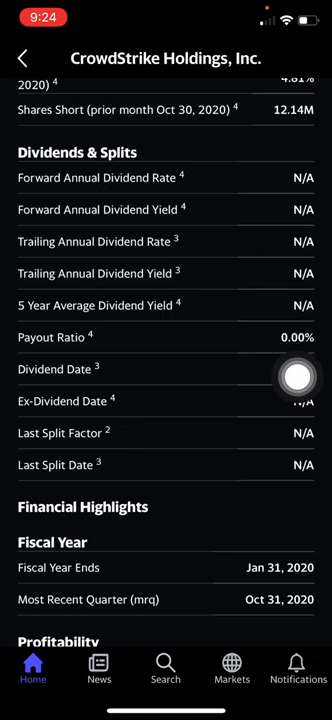 9:24
CrowdStrike Holdings, Inc.
4.81%
2020) 4
Shares Short (prior month Oct 30, 2020) 4 12.14M
Dividends & Splits
Forward Annual Dividend Rate 4 N/A
Forward Annual Dividend Yield 4 N/A
Trailing Annual Dividend Rate 3 N/A
Trailing Annual Dividend Yield 3 N/A
5 Year Average Dividend Yield 4 N/A
Payout Ratio 4 0.00%
Dividend Date 3
Ex-Dividend Date 4 N/A
Last Split Factor 2 N/A
Last Split Date 3 N/A
Financial Highlights
Fiscal Year
Fiscal Year Ends Jan 31, 2020
Most Recent Quarter (mrq) Oct 31, 2020
Profitability
Home News Search Markets Notifications